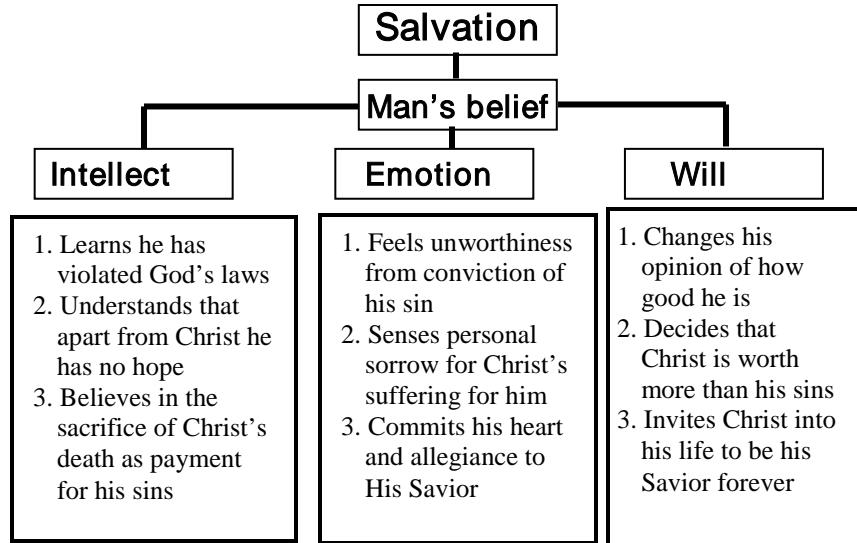 Salvation
Man's belief
Intellect
Emotion
Will
1. Learns he has
violated God's laws
2. Understands that
apart from Christ he
has no hope
3. Believes in the
sacrifice of Christ's
death as payment
for his sins
1. Feels unworthiness
from conviction of
his sin
2. Senses personal
sorrow for Christ's
suffering for him
3. Commits his heart
and allegiance to
His Savior
1. Changes his
opinion of how
good he is
2. Decides that
Christ is worth
more than his sins
3. Invites Christ into
his life to be his
Savior forever